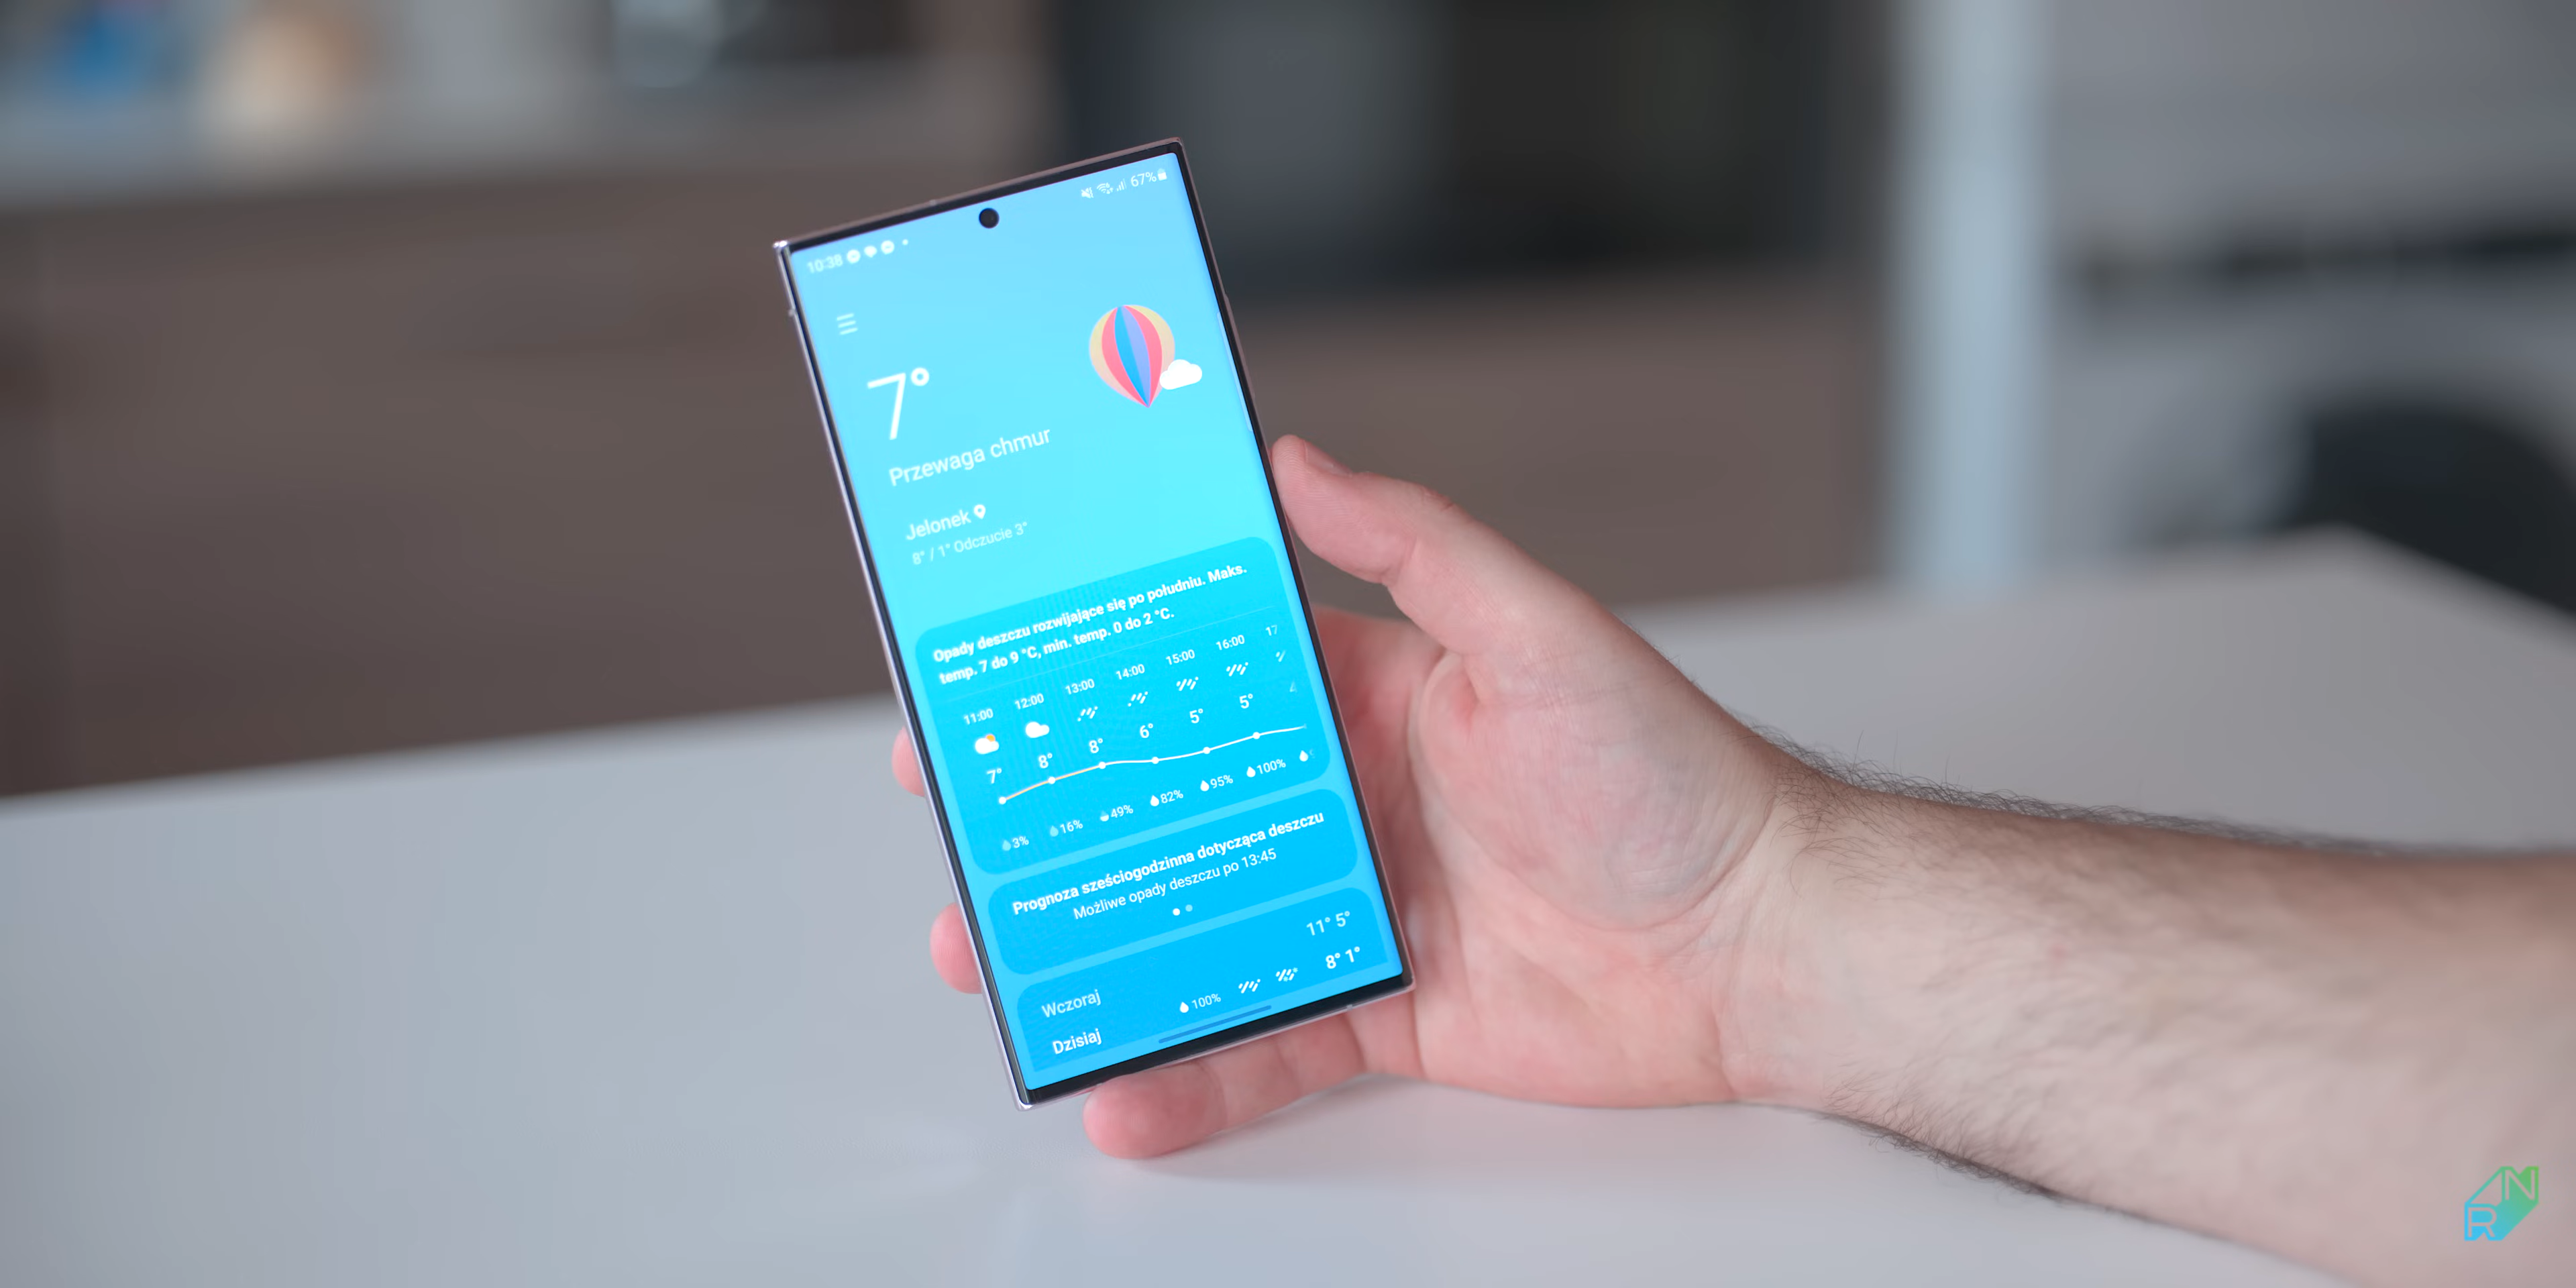 10:38
67%
7°
Przewaga chmur
Jelonek
8° / 1° Odczucie 3°
Opady deszczu rozwijające się po południu. Maks.
temp. 7 do 9 °C, min. temp. 0 do 2 °C.
11:00 12:00 13:00 14:00 15:00 16:00 17
7° 8° 8° 6° 5° 5°
3% 16% 49% 82% 95% 100%
Prognoza sześciogodzinna dotycząca deszczu
Możliwe opady deszczu po 13:45
Wczoraj 11° 5°
Dzisiaj 100% 8° 1°
RN